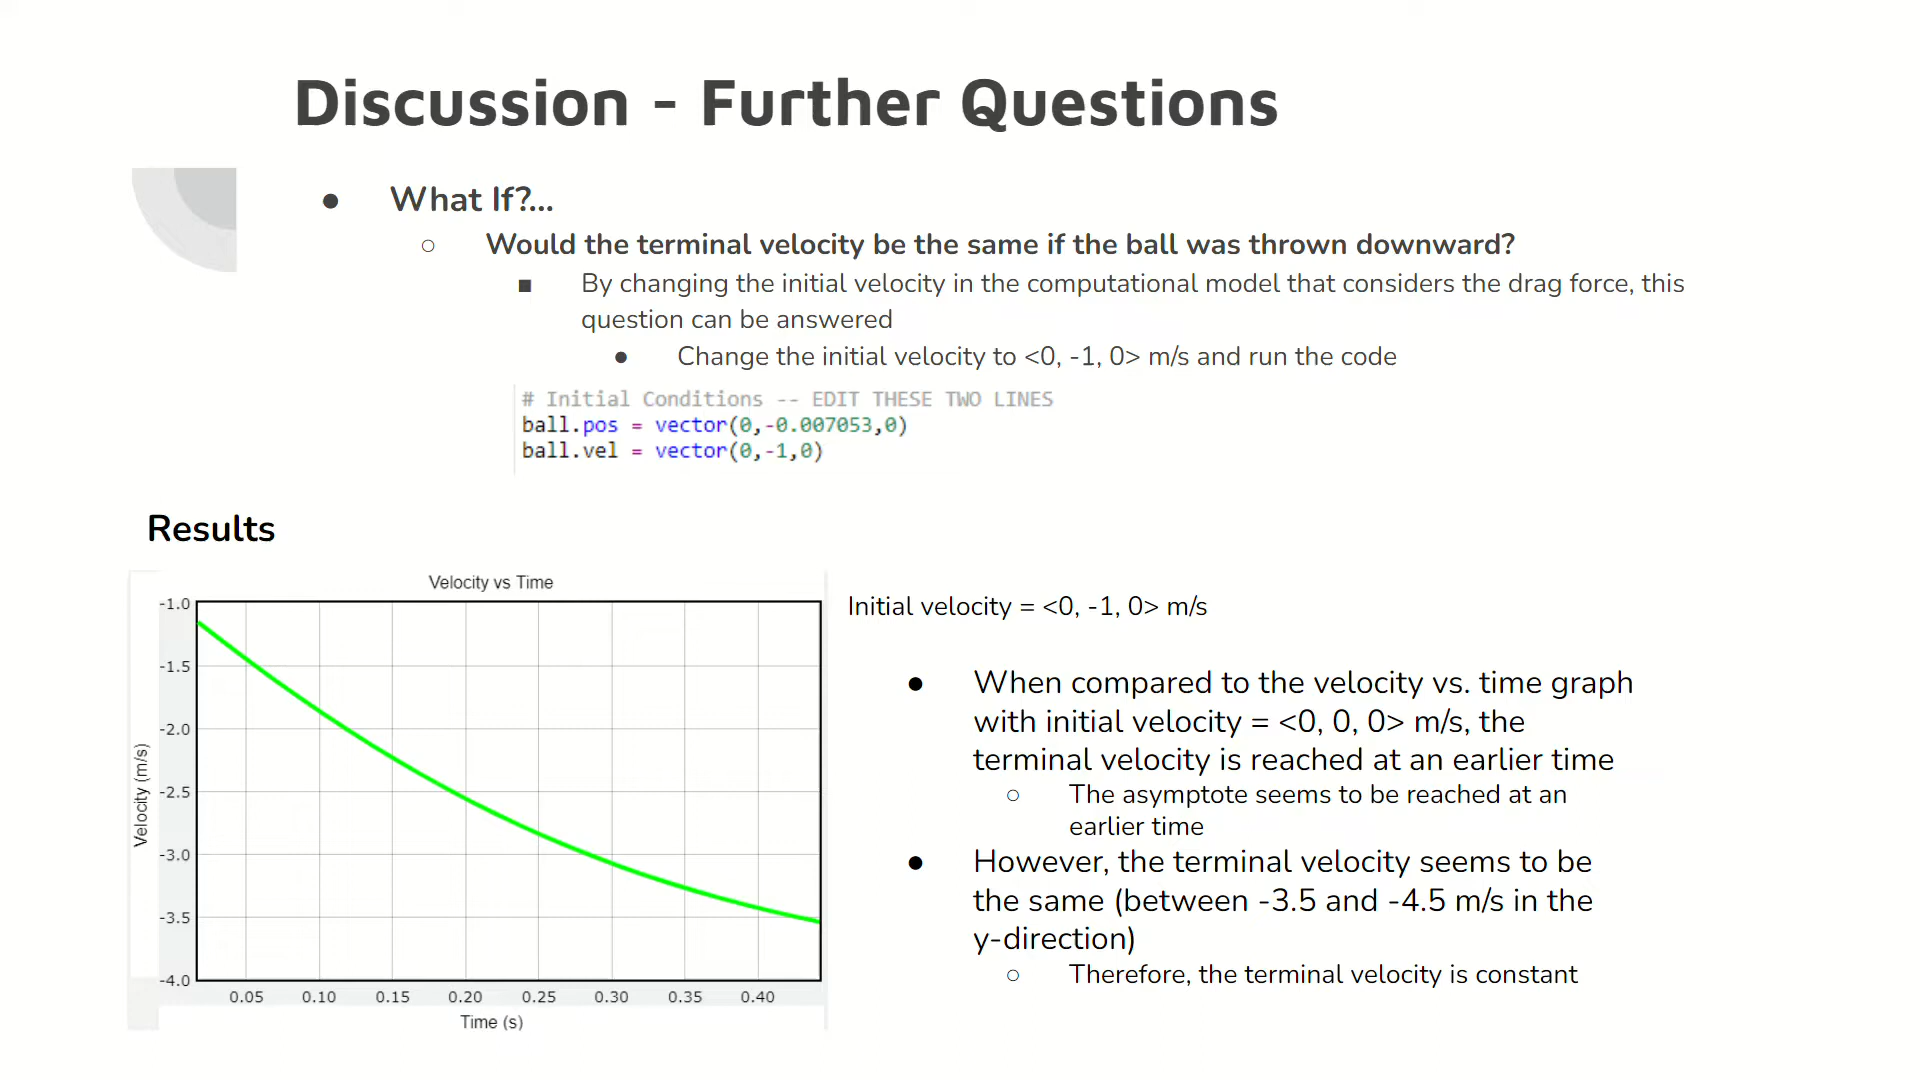 Discussion - Further Questions
● What If?...
○ Would the terminal velocity be the same if the ball was thrown downward?
■ By changing the initial velocity in the computational model that considers the drag force, this
question can be answered
● Change the initial velocity to <0, -1, 0> m/s and run the code
# Initial Conditions -- EDIT THESE TWO LINES
ball.pos = vector(0,-0.007053,0)
ball.vel = vector(0,-1,0)
Results
Velocity vs Time
-1.0
-1.5
-2.0
-2.5
-3.0
-3.5
-4.0
Velocity (m/s)
0.05 0.10 0.15 0.20 0.25 0.30 0.35 0.40
Time (s)
Initial velocity = <0, -1, 0> m/s
● When compared to the velocity vs. time graph
with initial velocity = <0, 0, 0> m/s, the
terminal velocity is reached at an earlier time
○ The asymptote seems to be reached at an
earlier time
● However, the terminal velocity seems to be
the same (between -3.5 and -4.5 m/s in the
y-direction)
○ Therefore, the terminal velocity is constant